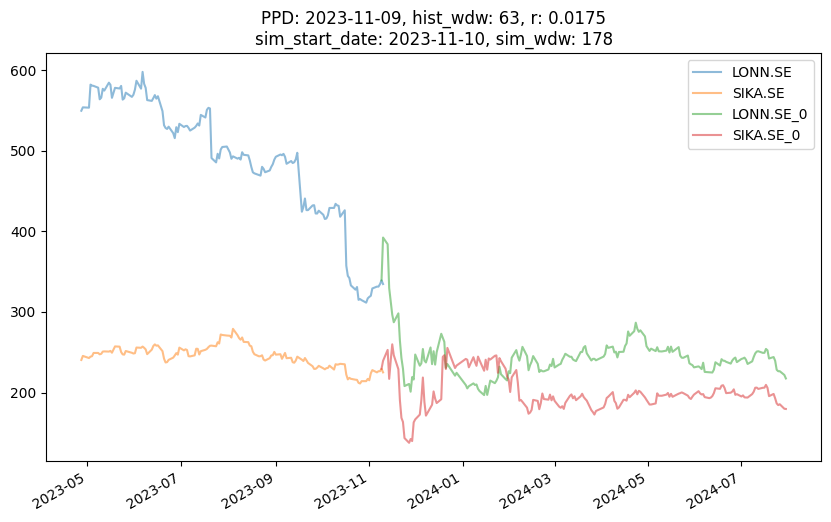 PPD: 2023-11-09, hist_wdw: 63, r: 0.0175
sim_start_date: 2023-11-10, sim_wdw: 178
LONN.SE
SIKA.SE
LONN.SE_0
SIKA.SE_0
600
500
400
300
200
2023-05
2023-07
2023-09
2023-11
2024-01
2024-03
2024-05
2024-07